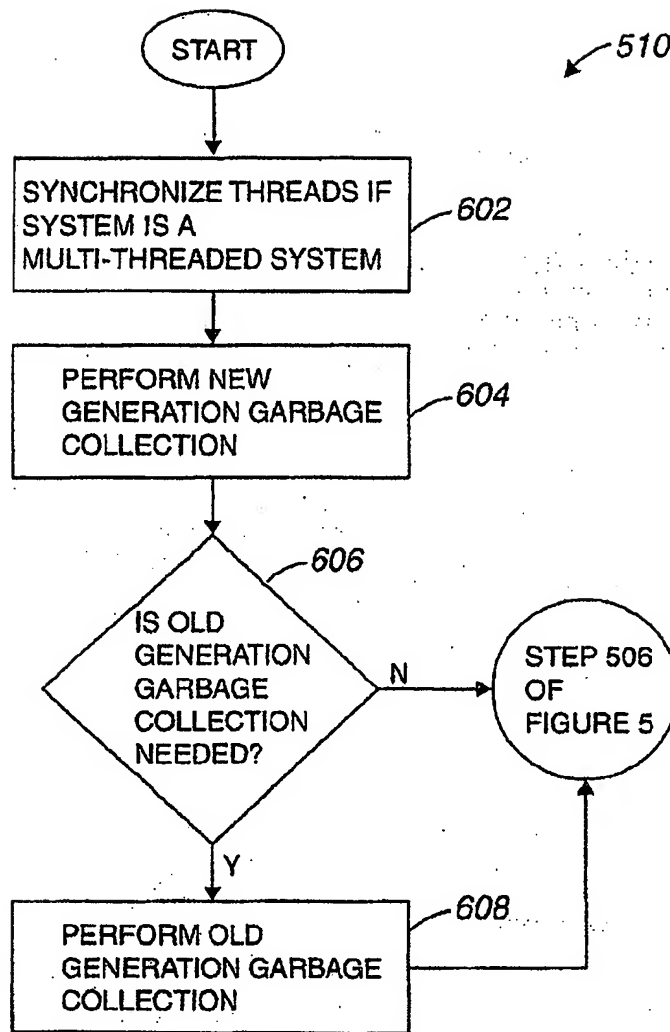 START
510
SYNCHRONIZE THREADS IF
SYSTEM IS A
MULTI-THREADED SYSTEM
602
PERFORM NEW
GENERATION GARBAGE
COLLECTION
604
606
IS OLD
GENERATION
GARBAGE
COLLECTION
NEEDED?
N
STEP 506
OF
FIGURE 5
Y
608
PERFORM OLD
GENERATION GARBAGE
COLLECTION